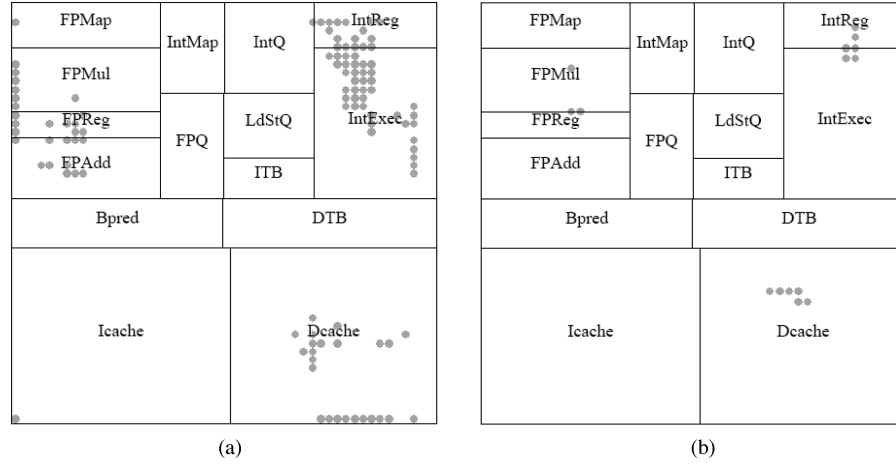 FPMap
IntMap
IntQ
IntReg
FPMul
FPReg
FPAdd
FPQ
LdStQ
ITB
IntExec
Bpred
DTB
Icache
Dcache
(a)
FPMap
IntMap
IntQ
IntReg
FPMul
FPReg
FPAdd
FPQ
LdStQ
ITB
IntExec
Bpred
DTB
Icache
Dcache
(b)